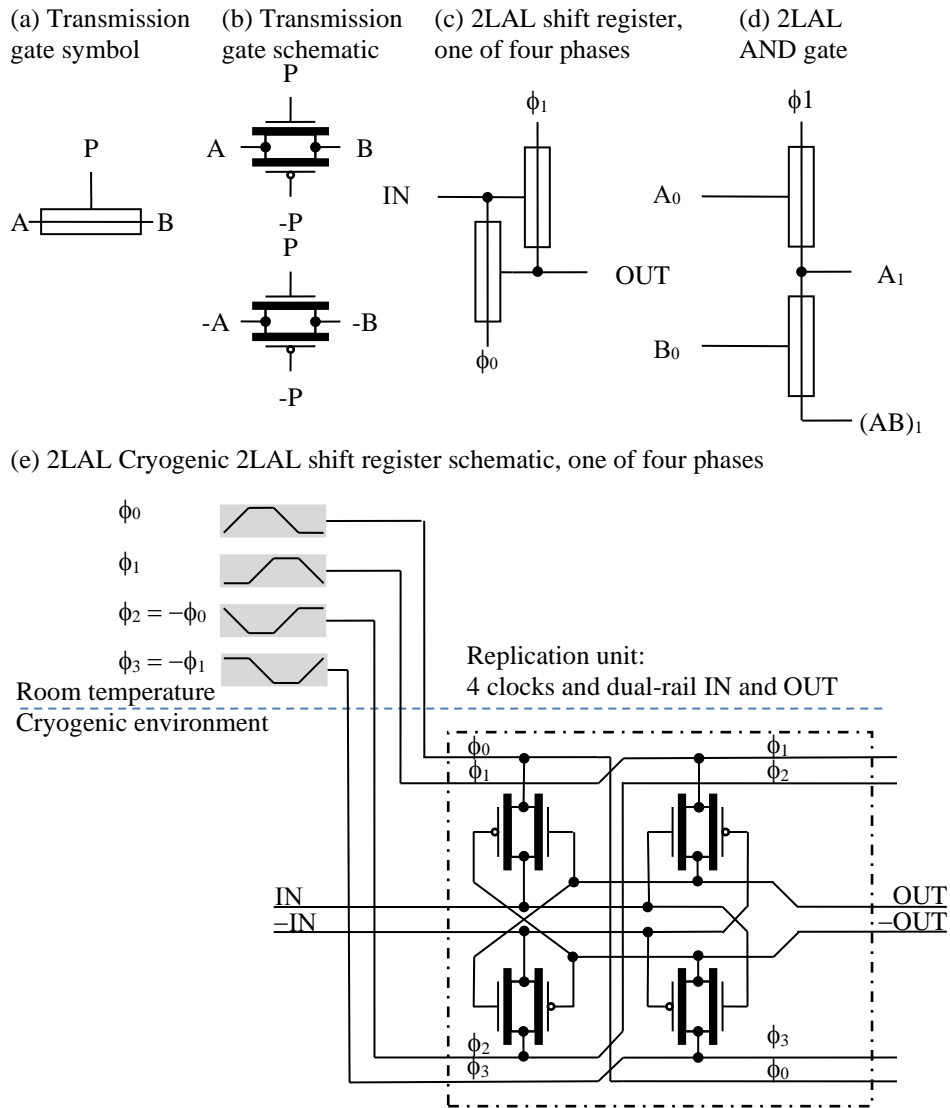 (a) Transmission gate symbol
P
A
B
(b) Transmission gate schematic
P
A
B
-P
P
-A
-B
-P
(c) 2LAL shift register, one of four phases
ϕ₁
IN
OUT
ϕ₀
(d) 2LAL AND gate
ϕ1
A₀
A₁
B₀
(AB)₁
(e) 2LAL Cryogenic 2LAL shift register schematic, one of four phases
ϕ₀
ϕ₁
ϕ₂ = −ϕ₀
ϕ₃ = −ϕ₁
Room temperature
Cryogenic environment
Replication unit:
4 clocks and dual-rail IN and OUT
ϕ₀
ϕ₁
ϕ₁
ϕ₂
IN
−IN
OUT
−OUT
ϕ₂
ϕ₃
ϕ₃
ϕ₀